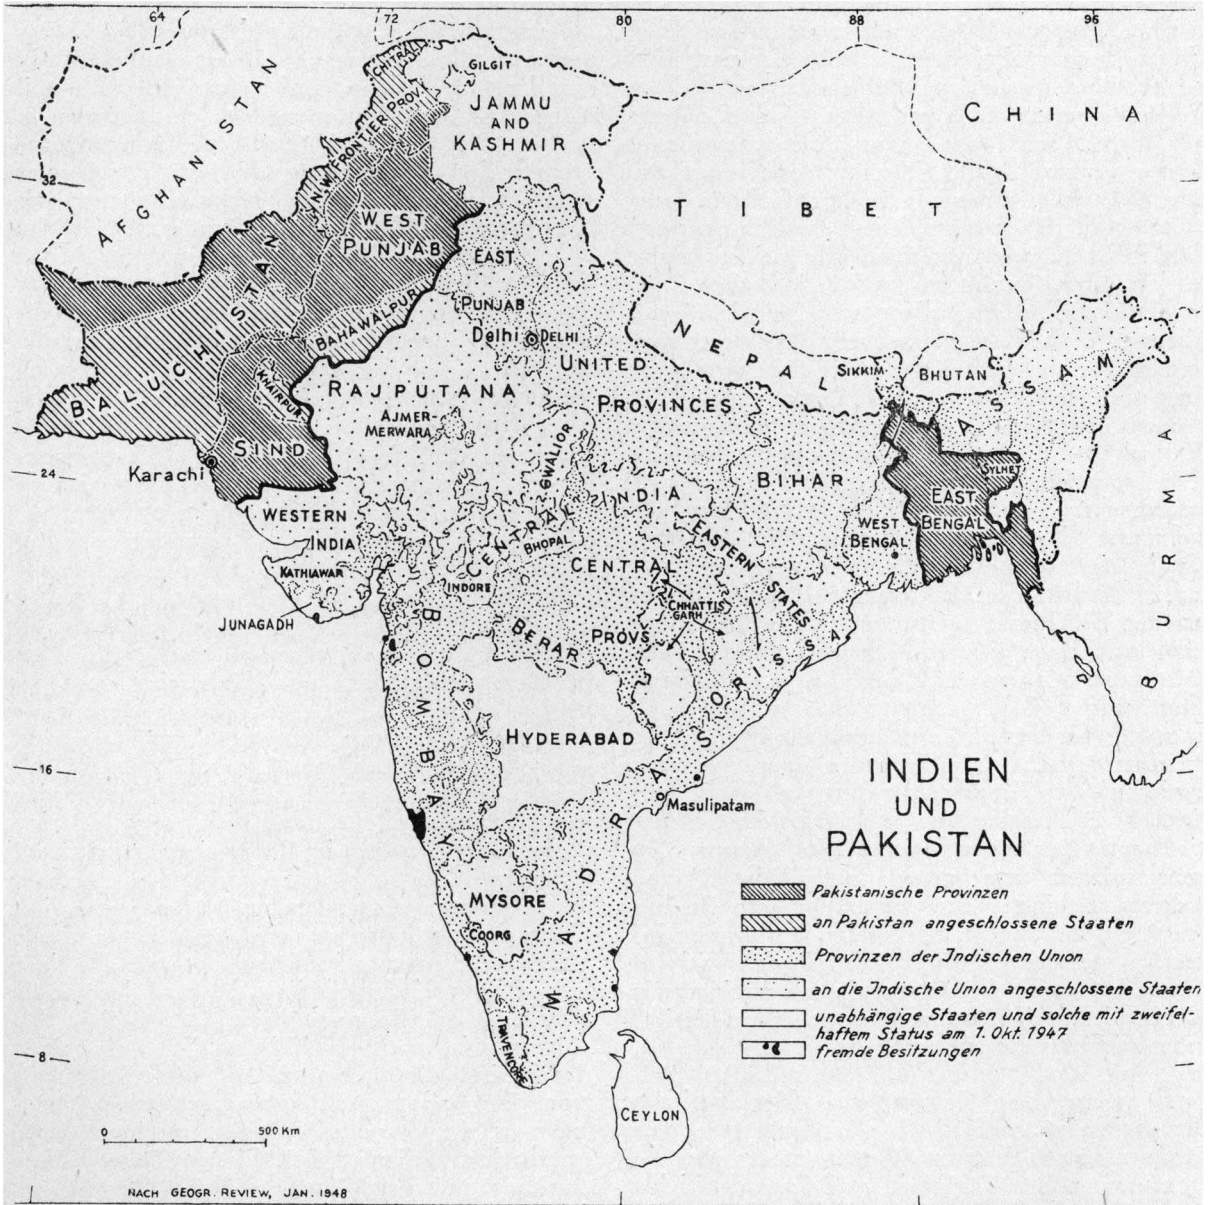 64
72
80
88
96
AFGHANISTAN
CHITRAL
GILGIT
N.W. FRONTIER PROV.
JAMMU
AND
KASHMIR
CHINA
32
TIBET
WEST
PUNJAB
EAST
PUNJAB
BALUCHISTAN
BAHAWALPUR
Delhi
DELHI
UNITED
PROVINCES
NEPAL
SIKKIM
BHUTAN
ASSAM
KHAIRPUR
RAJPUTANA
AJMER-
MERWARA
GWALIOR
SIND
Karachi
24
BIHAR
SYLHET
EAST
BENGAL
WEST
BENGAL
BURMA
WESTERN
INDIA
KATHIAWAR
JUNAGADH
CENTRAL
INDIA
BHOPAL
INDORE
EASTERN
STATES
CENTRAL
PROVS
CHHATTIS
GARH
BERAR
ORISSA
BOMBAY
HYDERABAD
16
MADRAS
Masulipatam
MYSORE
COORG
TRAVENCORE
8
CEYLON
INDIEN
UND
PAKISTAN
Pakistanische Provinzen
an Pakistan angeschlossene Staaten
Provinzen der Indischen Union
an die Indische Union angeschlossene Staaten
unabhängige Staaten und solche mit zweifel-
haftem Status am 1. Okt. 1947
fremde Besitzungen
0 500 Km
NACH GEOGR. REVIEW, JAN. 1948